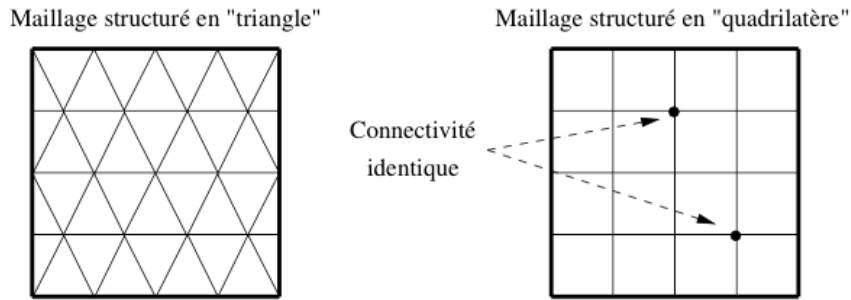 Maillage structuré en "triangle"
Maillage structuré en "quadrilatère"
Connectivité
identique